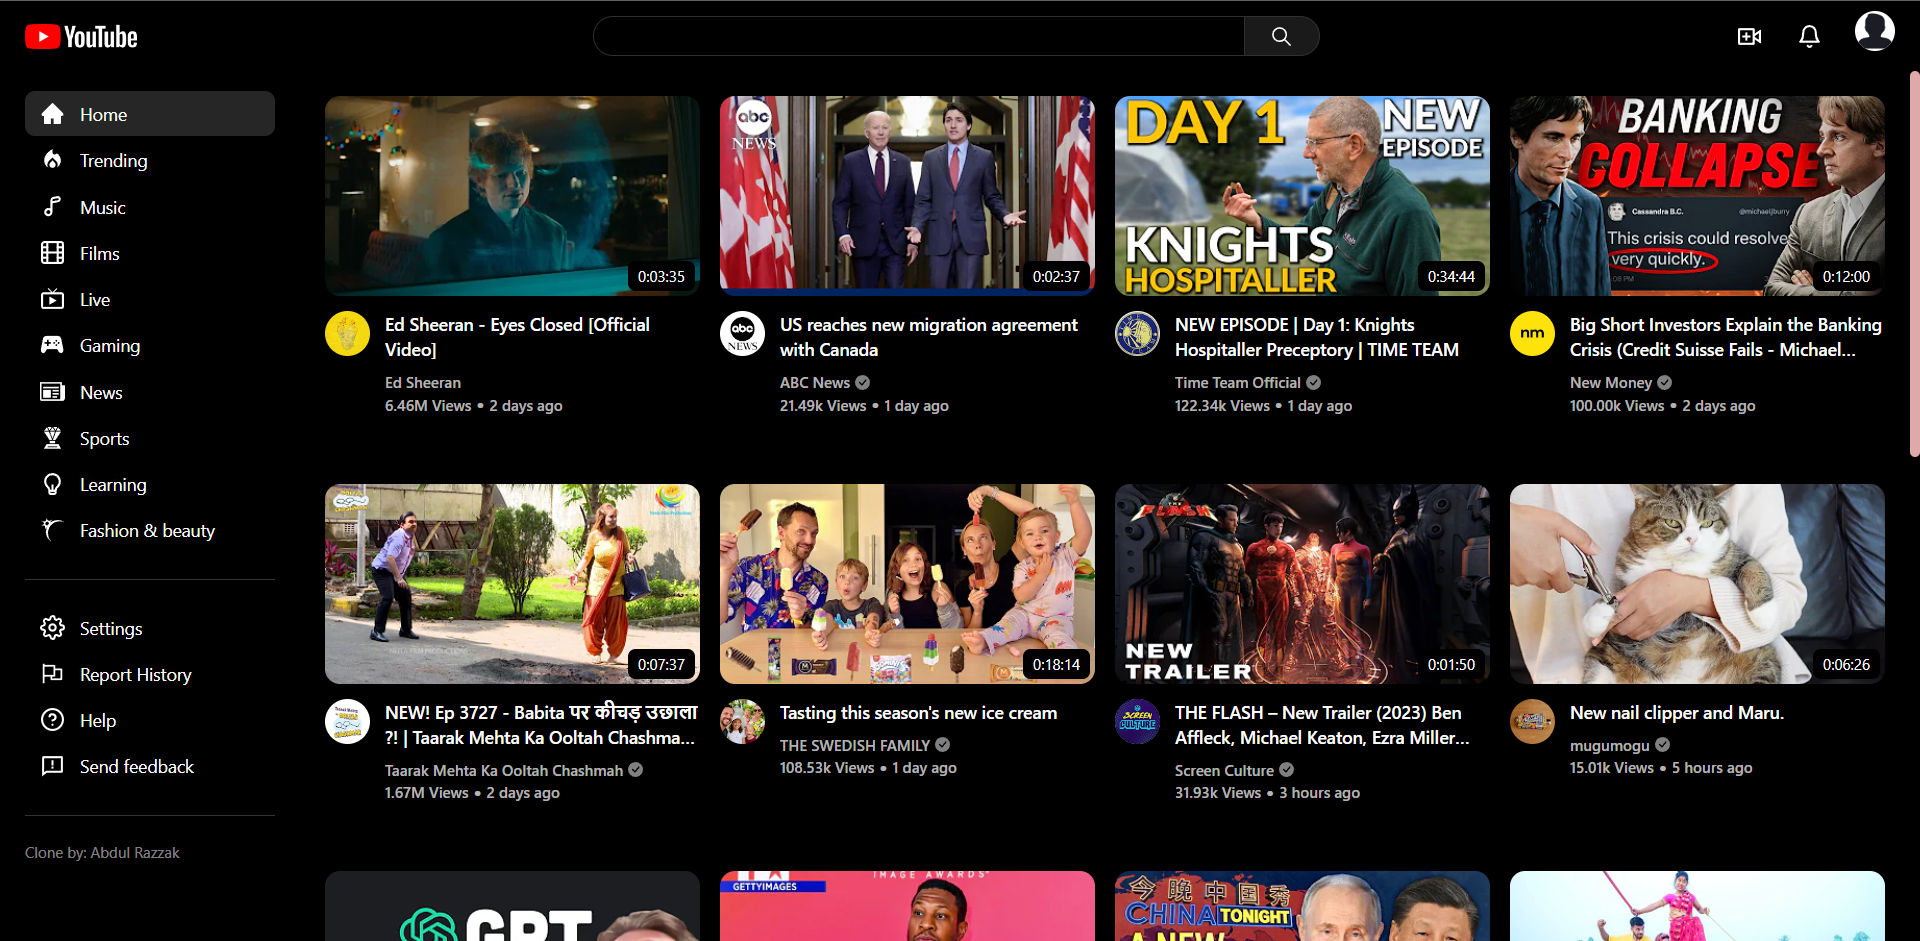 YouTube
Home
Trending
Music
Films
Live
Gaming
News
Sports
Learning
Fashion & beauty
Settings
Report History
Help
Send feedback
Clone by: Abdul Razzak
0:03:35
Ed Sheeran - Eyes Closed [Official
Video]
Ed Sheeran
6.46M Views • 2 days ago
abc
NEWS
0:02:37
abc
NEWS
US reaches new migration agreement
with Canada
ABC News
21.49k Views • 1 day ago
DAY 1
NEW
EPISODE
KNIGHTS
HOSPITALLER
0:34:44
NEW EPISODE | Day 1: Knights
Hospitaller Preceptory | TIME TEAM
Time Team Official
122.34k Views • 1 day ago
BANKING
COLLAPSE
Cassandra B.C.
@michaeljburry
This crisis could resolve
very quickly.
0:12:00
nm
Big Short Investors Explain the Banking
Crisis (Credit Suisse Fails - Michael...
New Money
100.00k Views • 2 days ago
0:07:37
NEW! Ep 3727 - Babita पर कीचड़ उछाला
?! | Taarak Mehta Ka Ooltah Chashma...
Taarak Mehta Ka Ooltah Chashmah
1.67M Views • 2 days ago
0:18:14
Tasting this season's new ice cream
THE SWEDISH FAMILY
108.53k Views • 1 day ago
FLASH
NEW
TRAILER
0:01:50
SCREEN
CULTURE
THE FLASH – New Trailer (2023) Ben
Affleck, Michael Keaton, Ezra Miller...
Screen Culture
31.93k Views • 3 hours ago
0:06:26
New nail clipper and Maru.
mugumogu
15.01k Views • 5 hours ago
GPT
IMAGE AWARDS
GETTYIMAGES
今晚中国秀
CHINA TONIGHT
A NEW